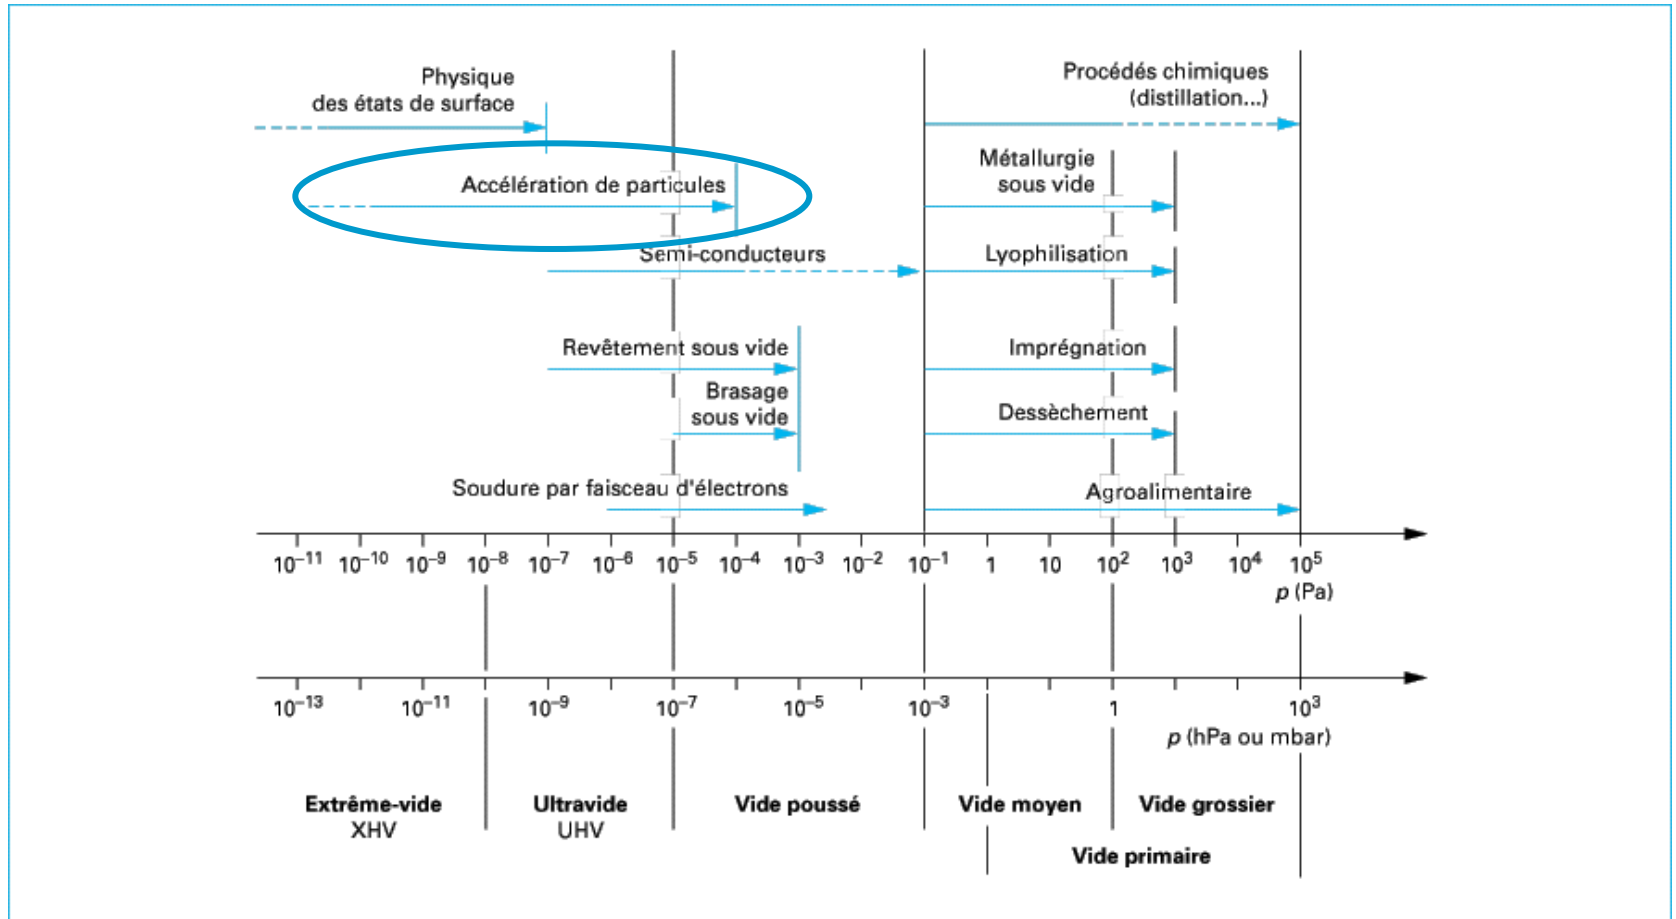 Physique
des états de surface
Procédés chimiques
(distillation...)
Accélération de particules
Métallurgie
sous vide
Semi-conducteurs
Lyophilisation
Revêtement sous vide
Imprégnation
Brasage
sous vide
Dessèchement
Soudure par faisceau d'électrons
Agroalimentaire
10⁻¹¹ 10⁻¹⁰ 10⁻⁹ 10⁻⁸ 10⁻⁷ 10⁻⁶ 10⁻⁵ 10⁻⁴ 10⁻³ 10⁻² 10⁻¹ 1 10 10² 10³ 10⁴ 10⁵
p (Pa)
10⁻¹³ 10⁻¹¹ 10⁻⁹ 10⁻⁷ 10⁻⁵ 10⁻³ 1 10³
p (hPa ou mbar)
Extrême-vide Ultravide Vide poussé Vide moyen Vide grossier
XHV UHV
Vide primaire